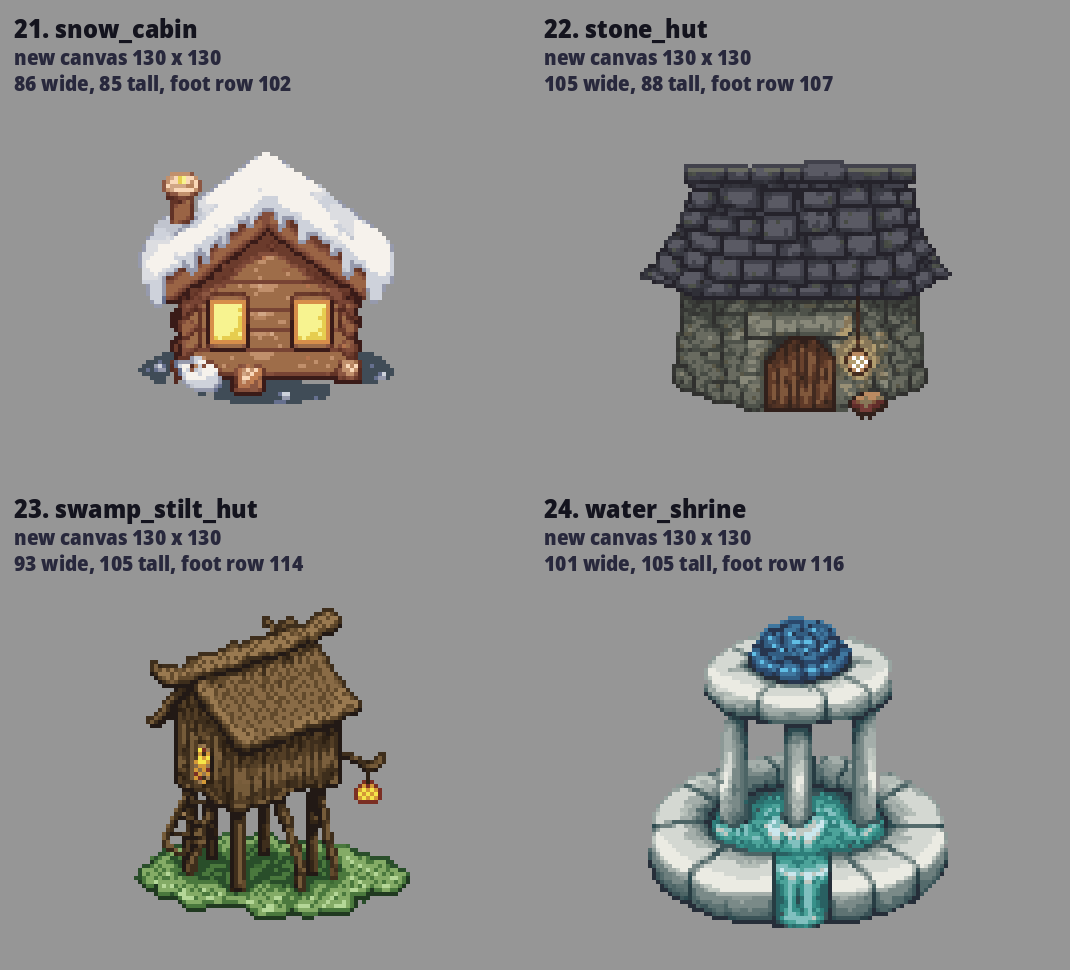 21. snow_cabin
new canvas 130 x 130
86 wide, 85 tall, foot row 102
22. stone_hut
new canvas 130 x 130
105 wide, 88 tall, foot row 107
23. swamp_stilt_hut
new canvas 130 x 130
93 wide, 105 tall, foot row 114
24. water_shrine
new canvas 130 x 130
101 wide, 105 tall, foot row 116